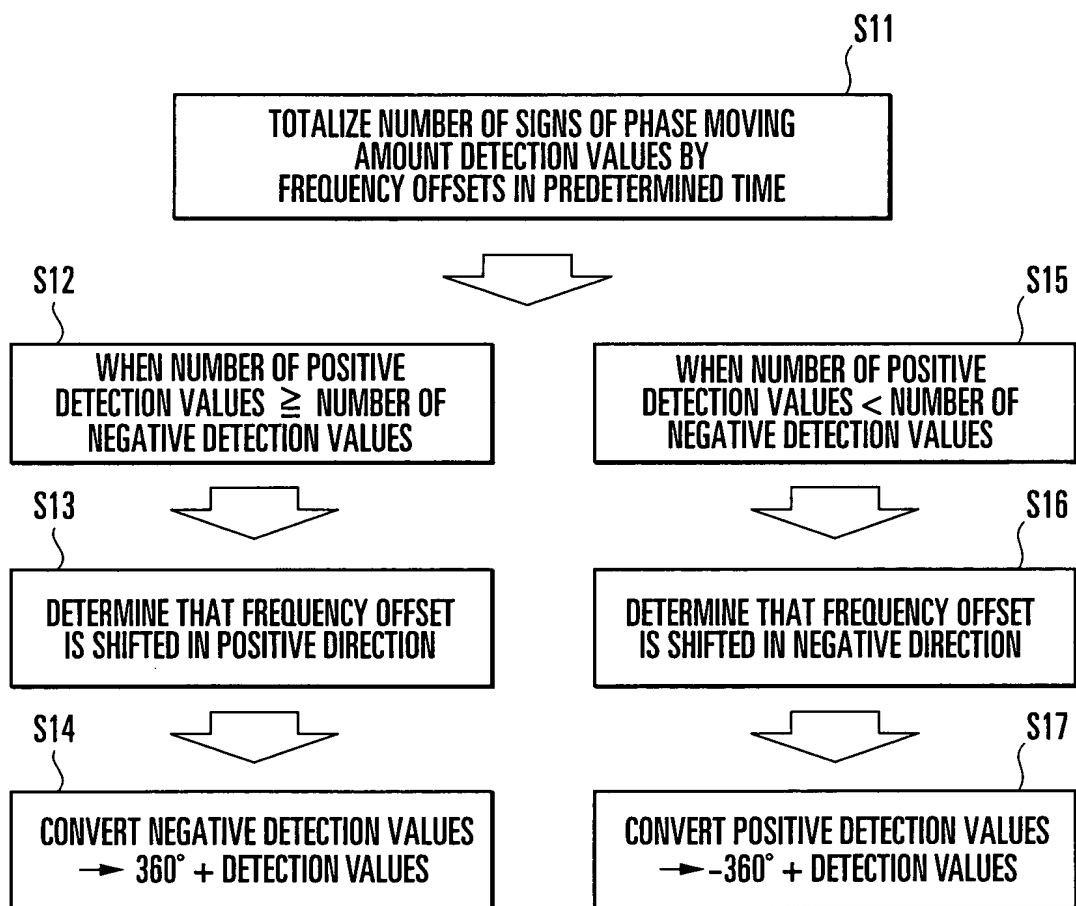 S11
TOTALIZE NUMBER OF SIGNS OF PHASE MOVING
AMOUNT DETECTION VALUES BY
FREQUENCY OFFSETS IN PREDETERMINED TIME
S12
WHEN NUMBER OF POSITIVE
DETECTION VALUES ≧ NUMBER OF
NEGATIVE DETECTION VALUES
S13
DETERMINE THAT FREQUENCY OFFSET
IS SHIFTED IN POSITIVE DIRECTION
S14
CONVERT NEGATIVE DETECTION VALUES
→ 360° + DETECTION VALUES
S15
WHEN NUMBER OF POSITIVE
DETECTION VALUES < NUMBER OF
NEGATIVE DETECTION VALUES
S16
DETERMINE THAT FREQUENCY OFFSET
IS SHIFTED IN NEGATIVE DIRECTION
S17
CONVERT POSITIVE DETECTION VALUES
→ –360° + DETECTION VALUES